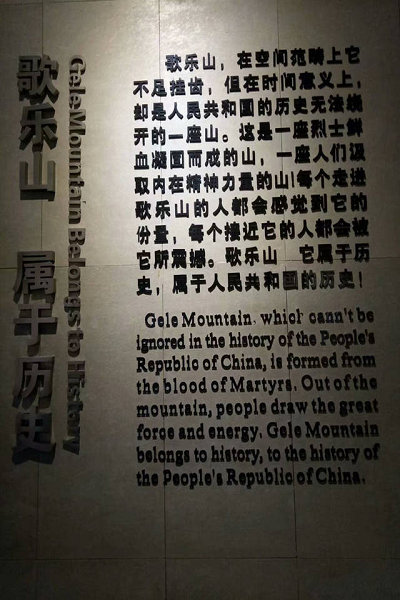 歌乐山 属于历史
Gele Mountain Belongs to History
歌乐山，在空间范畴上它
不足挂齿，但在时间意义上，
却是人民共和国的历史无法绕
开的一座山。这是一座烈士鲜
血凝固而成的山，一座人们汲
取内在精神力量的山！每个走进
歌乐山的人都会感觉到它的
份量，每个接近它的人都会被
它所震撼。歌乐山 它属于历
史，属于人民共和国的历史！
Gele Mountain, which cann't be
ignored in the history of the People's
Republic of China, is formed from
the blood of Martyrs. Out of the
mountain, people draw the great
force and energy. Gele Mountain
belongs to history, to the history of
the People's Republic of China.